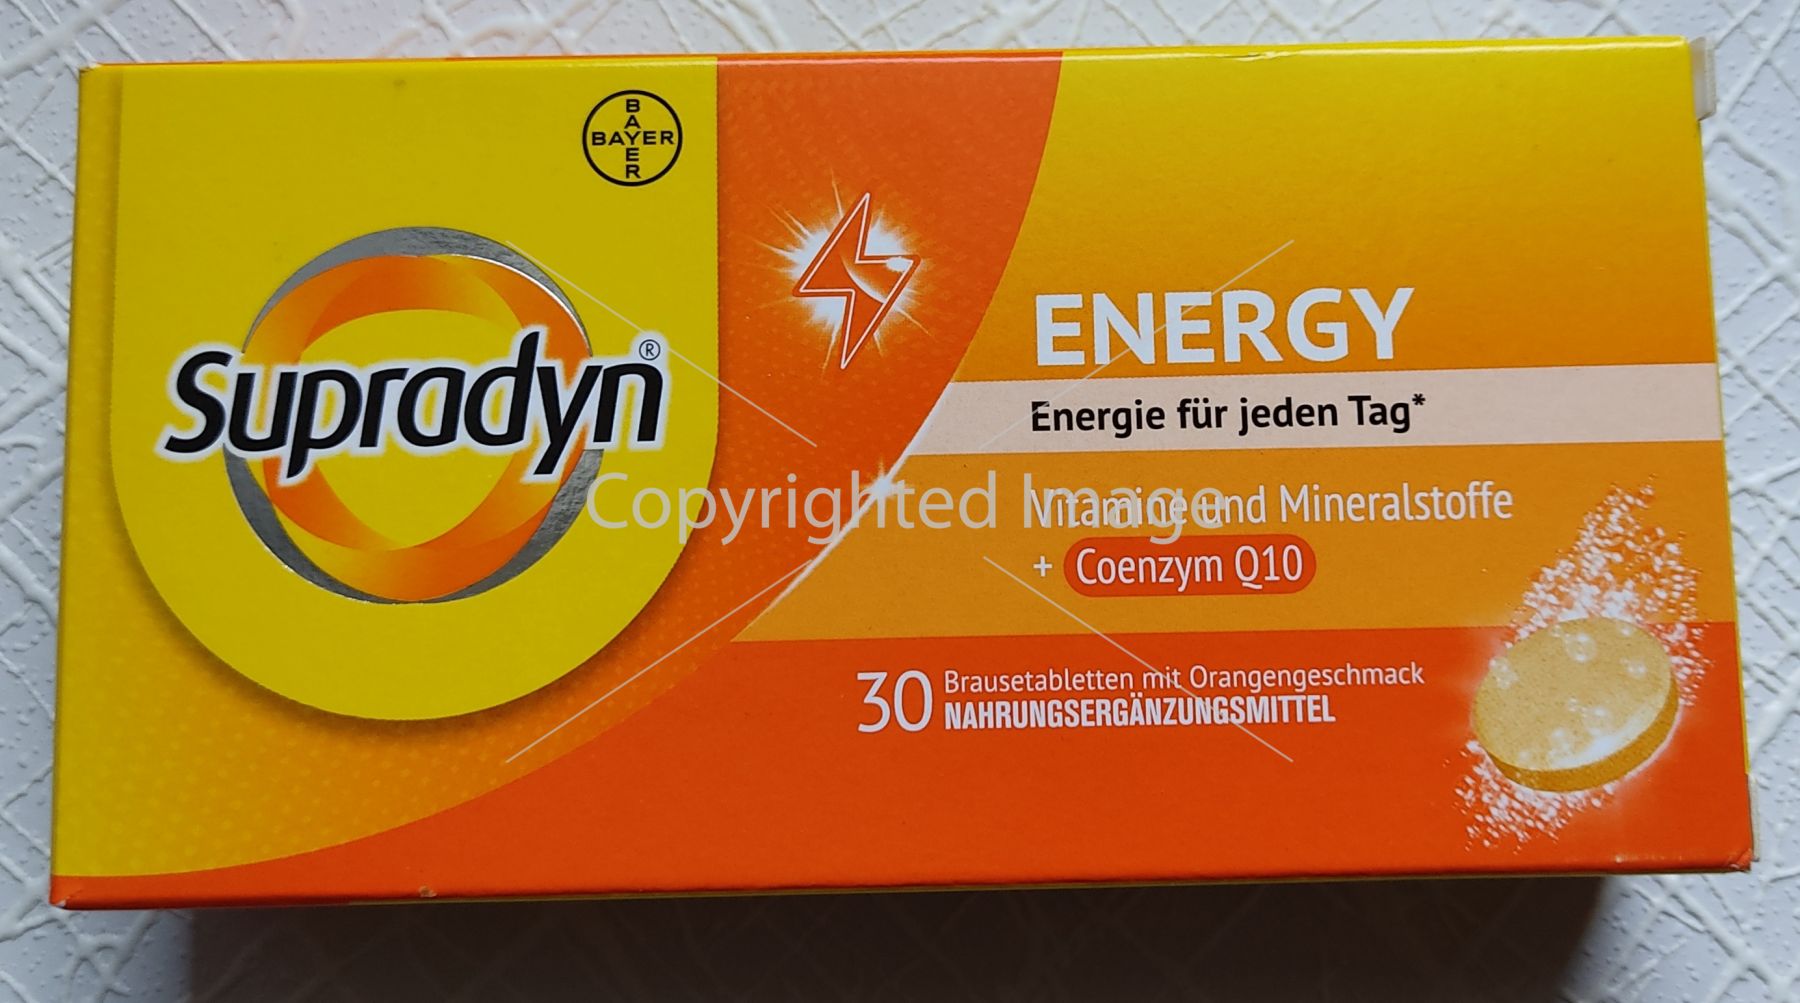 BAYER
BAYER
Supradyn®
ENERGY
Energie für jeden Tag*
Vitamine und Mineralstoffe
+ Coenzym Q10
30 Brausetabletten mit Orangengeschmack
NAHRUNGSERGÄNZUNGSMITTEL
Copyrighted Image